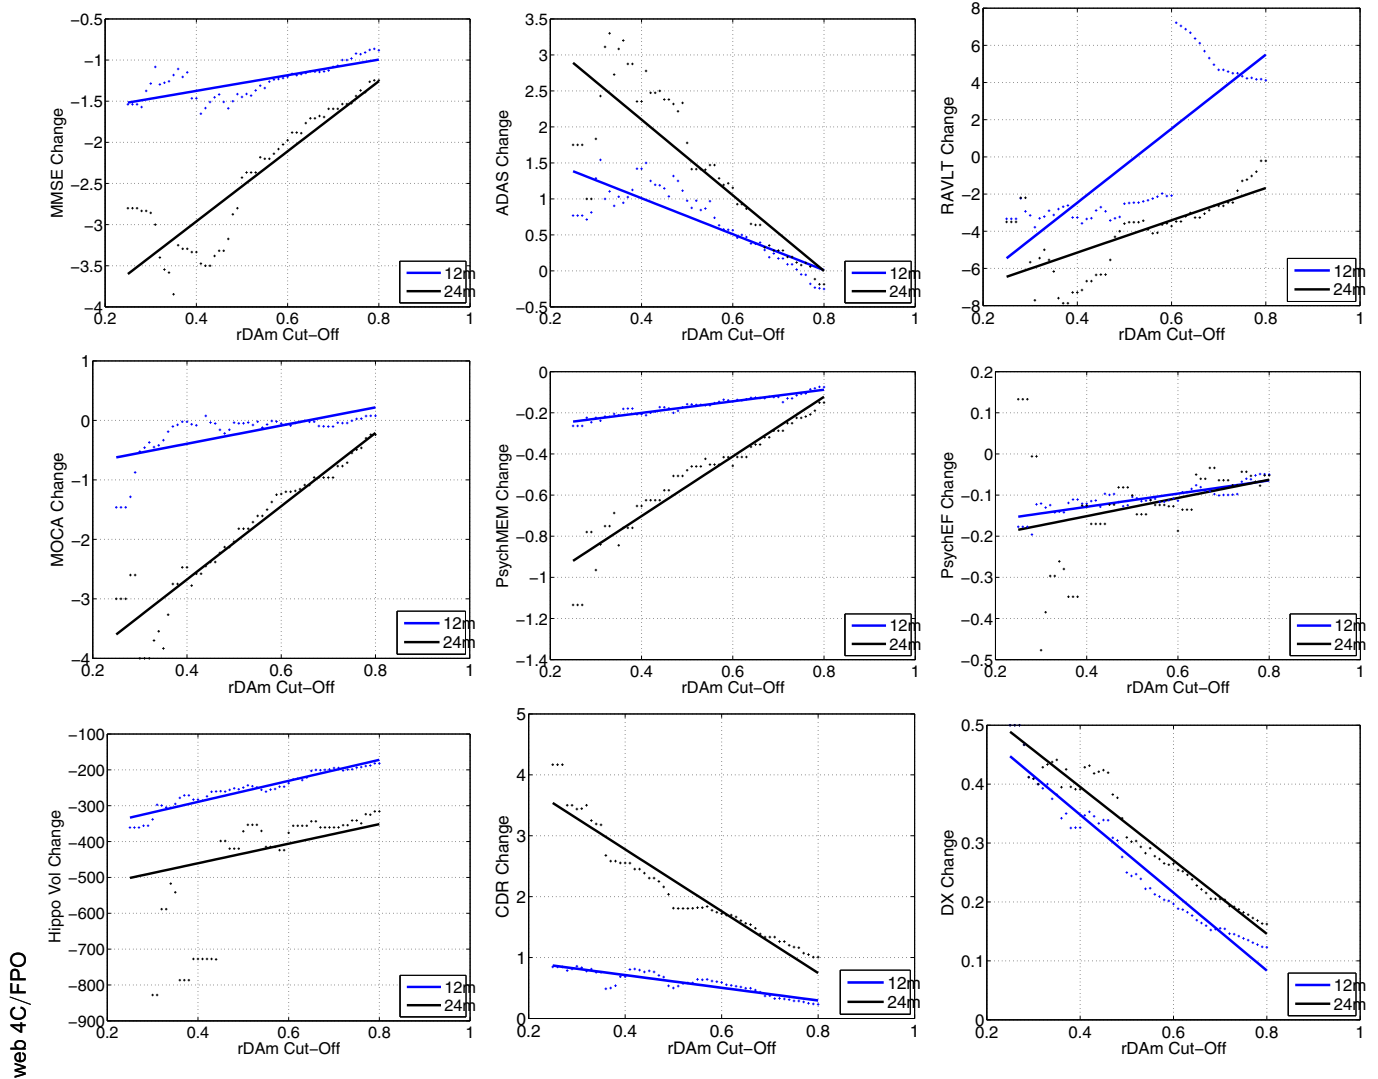 −0.5
−1
−1.5
−2
−2.5
−3
−3.5
−4
MMSE Change
0.2 0.4 0.6 0.8 1
rDAm Cut−Off
12m
24m
3.5
3
2.5
2
1.5
1
0.5
0
−0.5
ADAS Change
0.2 0.4 0.6 0.8 1
rDAm Cut−Off
12m
24m
8
6
4
2
0
−2
−4
−6
−8
RAVLT Change
0.2 0.4 0.6 0.8 1
rDAm Cut−Off
12m
24m
1
0
−1
−2
−3
−4
MOCA Change
0.2 0.4 0.6 0.8 1
rDAm Cut−Off
12m
24m
0
−0.2
−0.4
−0.6
−0.8
−1
−1.2
−1.4
PsychMEM Change
0.2 0.4 0.6 0.8 1
rDAm Cut−Off
12m
24m
0.2
0.1
0
−0.1
−0.2
−0.3
−0.4
−0.5
PsychEF Change
0.2 0.4 0.6 0.8 1
rDAm Cut−Off
12m
24m
−100
−200
−300
−400
−500
−600
−700
−800
−900
Hippo Vol Change
0.2 0.4 0.6 0.8 1
rDAm Cut−Off
12m
24m
5
4
3
2
1
0
CDR Change
0.2 0.4 0.6 0.8 1
rDAm Cut−Off
12m
24m
0.5
0.4
0.3
0.2
0.1
0
DX Change
0.2 0.4 0.6 0.8 1
rDAm Cut−Off
12m
24m
web 4C/FPO